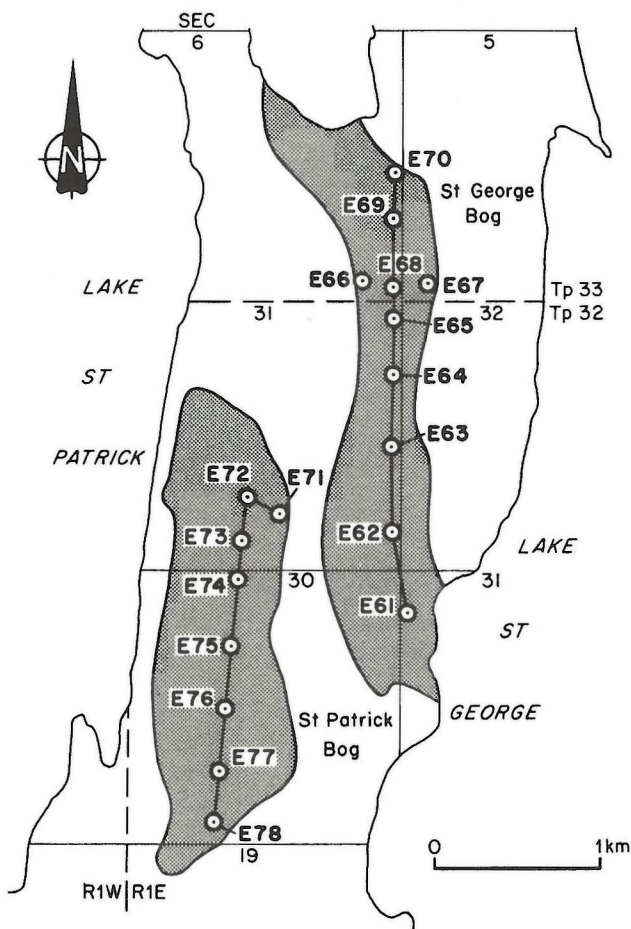 SEC
6
5
N
E70
St George
Bog
E69
E68
E66
E67
LAKE
Tp 33
31
32
Tp 32
E65
ST
E64
PATRICK
E63
E72
E71
E62
E73
LAKE
30
31
E74
E61
ST
E75
E76
St Patrick
Bog
GEORGE
E77
E78
0
1km
19
R1W
R1E